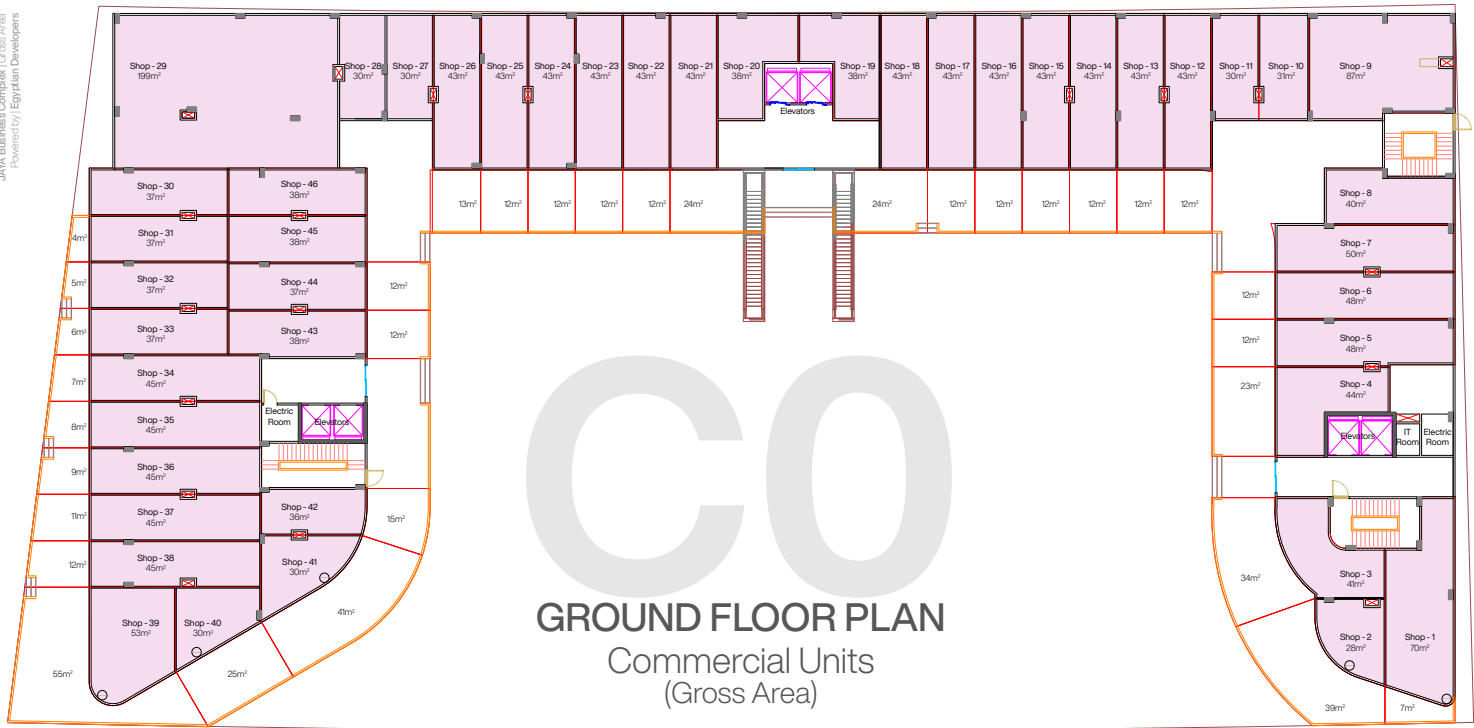 JAYA Business Complex | Gross Area
Powered by | Egyptian Developers
Shop - 29
199m²
Shop - 28
30m²
Shop - 27
30m²
Shop - 26
43m²
Shop - 25
43m²
Shop - 24
43m²
Shop - 23
43m²
Shop - 22
43m²
Shop - 21
43m²
Shop - 20
38m²
Elevators
Shop - 19
38m²
Shop - 18
43m²
Shop - 17
43m²
Shop - 16
43m²
Shop - 15
43m²
Shop - 14
43m²
Shop - 13
43m²
Shop - 12
43m²
Shop - 11
30m²
Shop - 10
31m²
Shop - 9
87m²
13m²
12m²
12m²
12m²
12m²
24m²
24m²
12m²
12m²
12m²
12m²
12m²
12m²
Shop - 30
37m²
Shop - 46
38m²
4m²
Shop - 31
37m²
Shop - 45
38m²
5m²
Shop - 32
37m²
Shop - 44
37m²
12m²
6m²
Shop - 33
37m²
Shop - 43
38m²
12m²
7m²
Shop - 34
45m²
8m²
Shop - 35
45m²
Electric
Room
Elevators
9m²
Shop - 36
45m²
11m²
Shop - 37
45m²
Shop - 42
36m²
15m²
12m²
Shop - 38
45m²
Shop - 41
30m²
41m²
Shop - 39
53m²
Shop - 40
30m²
55m²
25m²
Shop - 8
40m²
Shop - 7
50m²
12m²
Shop - 6
48m²
12m²
Shop - 5
48m²
23m²
Shop - 4
44m²
Elevators
IT
Room
Electric
Room
34m²
Shop - 3
41m²
Shop - 2
28m²
Shop - 1
70m²
39m²
7m²
C0
GROUND FLOOR PLAN
Commercial Units
(Gross Area)